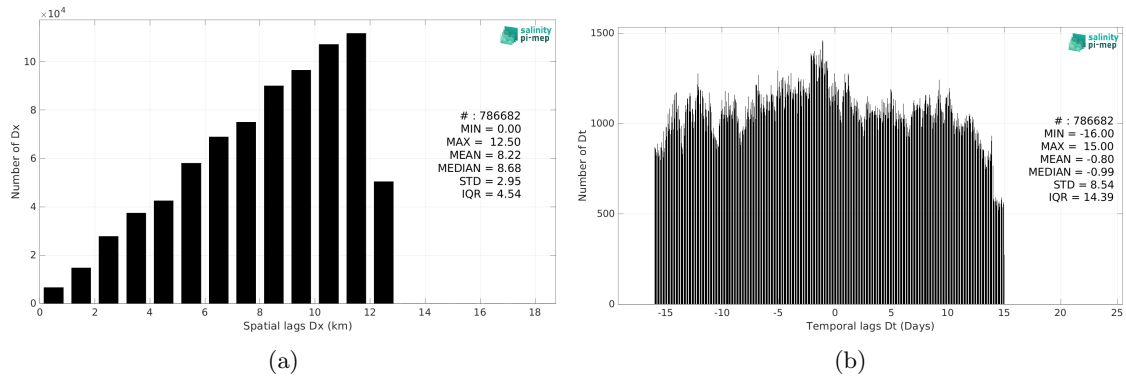 ×10⁴
10
8
6
4
2
0
Number of Dx
0 2 4 6 8 10 12 14 16 18
Spatial lags Dx (km)
salinity
pi-mep
# : 786682
MIN = 0.00
MAX = 12.50
MEAN = 8.22
MEDIAN = 8.68
STD = 2.95
IQR = 4.54
(a)
1500
1000
500
0
Number of Dt
-15 -10 -5 0 5 10 15 20 25
Temporal lags Dt (Days)
salinity
pi-mep
# : 786682
MIN = -16.00
MAX = 15.00
MEAN = -0.80
MEDIAN = -0.99
STD = 8.54
IQR = 14.39
(b)